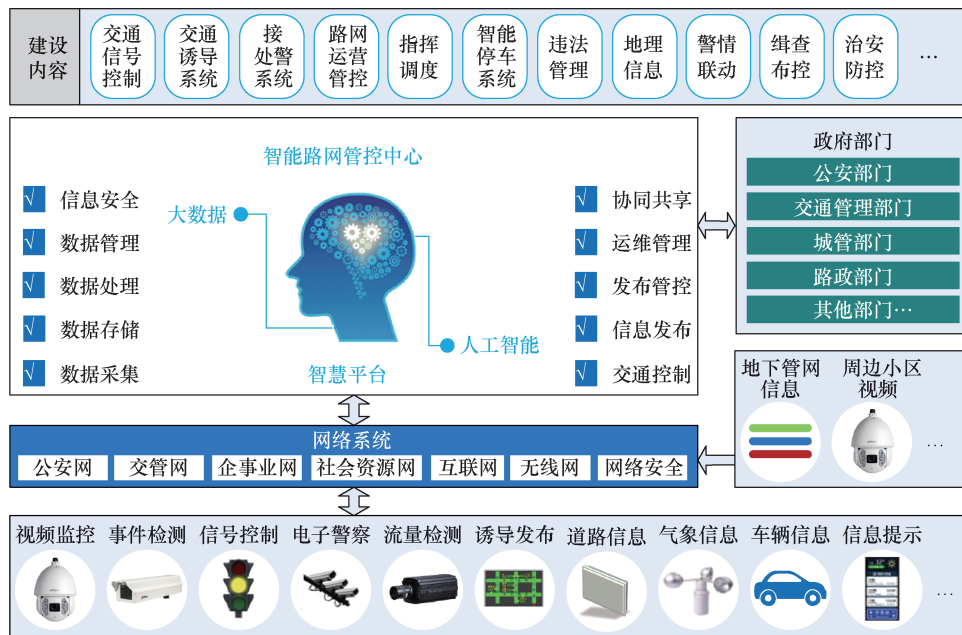 建设
内容
交通
信号
控制
交通
诱导
系统
接
处警
系统
路网
运营
管控
指挥
调度
智能
停车
系统
违法
管理
地理
信息
警情
联动
缉查
布控
治安
防控
…
智能路网管控中心
√ 信息安全
√ 数据管理
√ 数据处理
√ 数据存储
√ 数据采集
大数据
人工智能
智慧平台
√ 协同共享
√ 运维管理
√ 发布管控
√ 信息发布
√ 交通控制
政府部门
公安部门
交通管理部门
城管部门
路政部门
其他部门…
地下管网
信息
周边小区
视频
…
网络系统
公安网 交管网 企事业网 社会资源网 互联网 无线网 网络安全
视频监控 事件检测 信号控制 电子警察 流量检测 诱导发布 道路信息 气象信息 车辆信息 信息提示
…